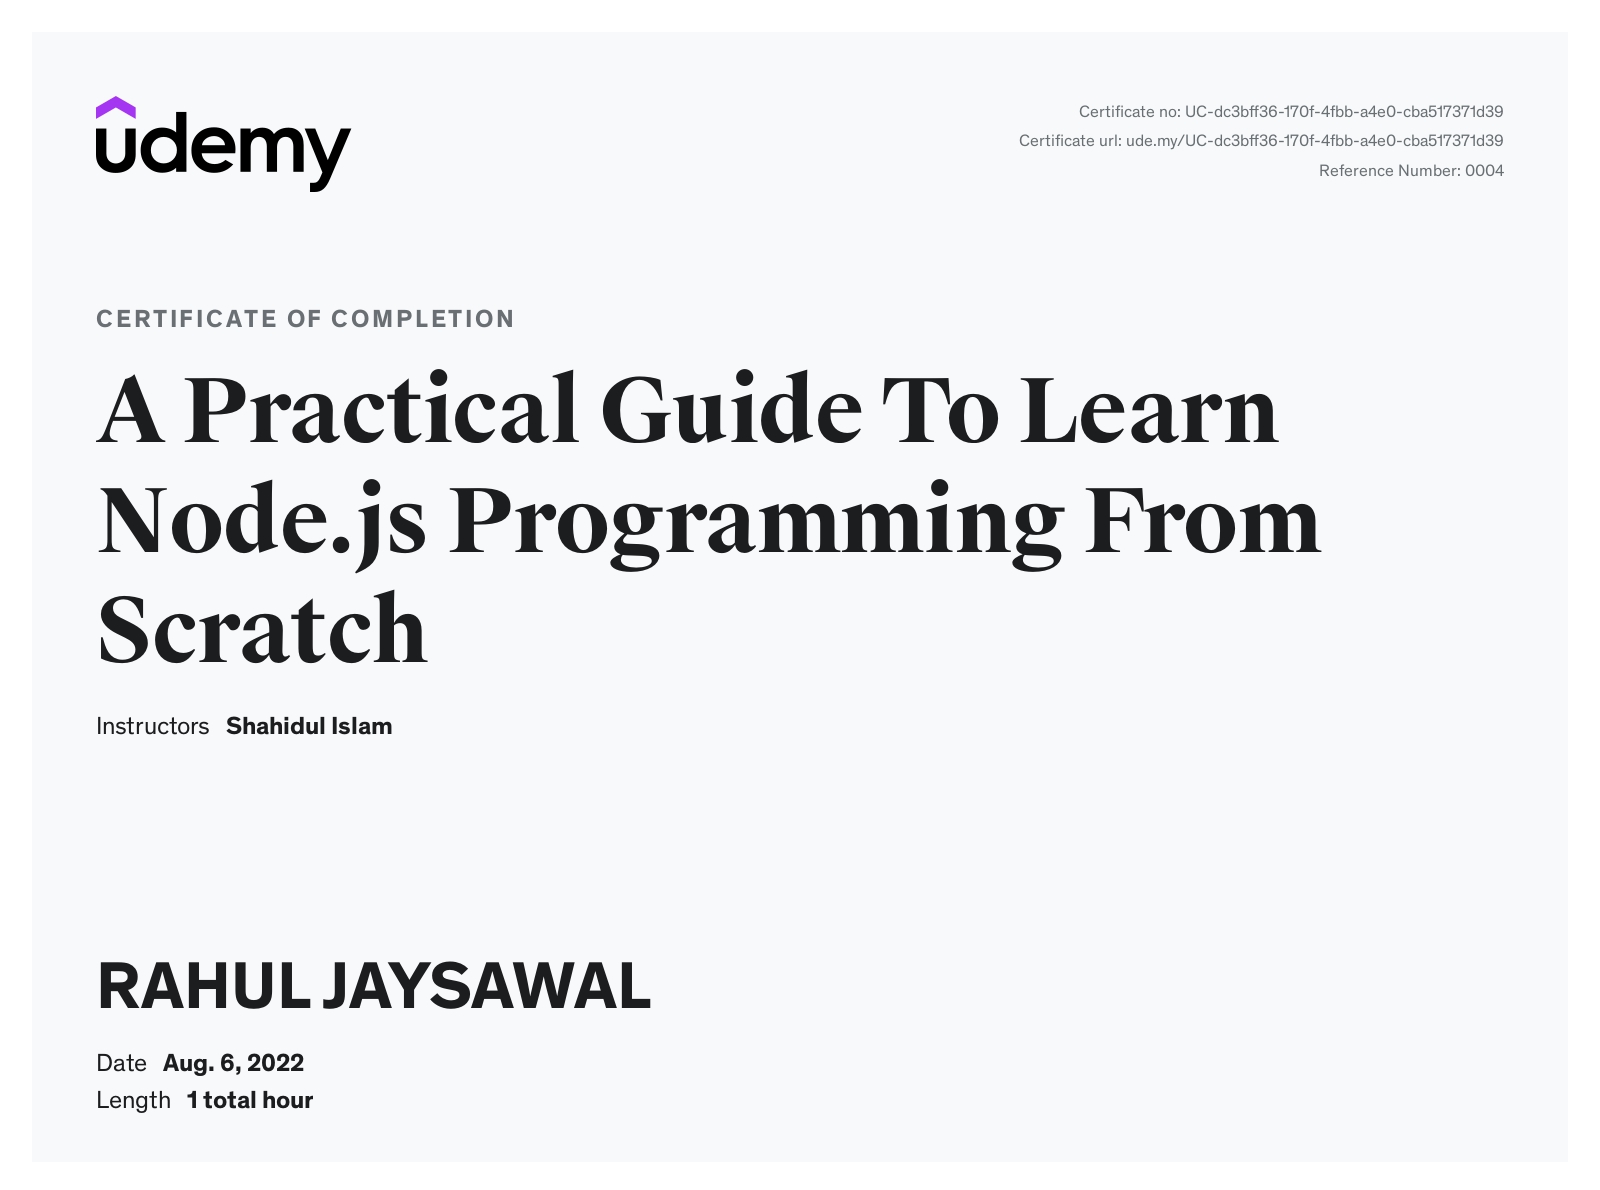 udemy
Certificate no: UC-dc3bff36-170f-4fbb-a4e0-cba517371d39
Certificate url: ude.my/UC-dc3bff36-170f-4fbb-a4e0-cba517371d39
Reference Number: 0004
CERTIFICATE OF COMPLETION
A Practical Guide To Learn
Node.js Programming From
Scratch
Instructors Shahidul Islam
RAHUL JAYSAWAL
Date Aug. 6, 2022
Length 1 total hour